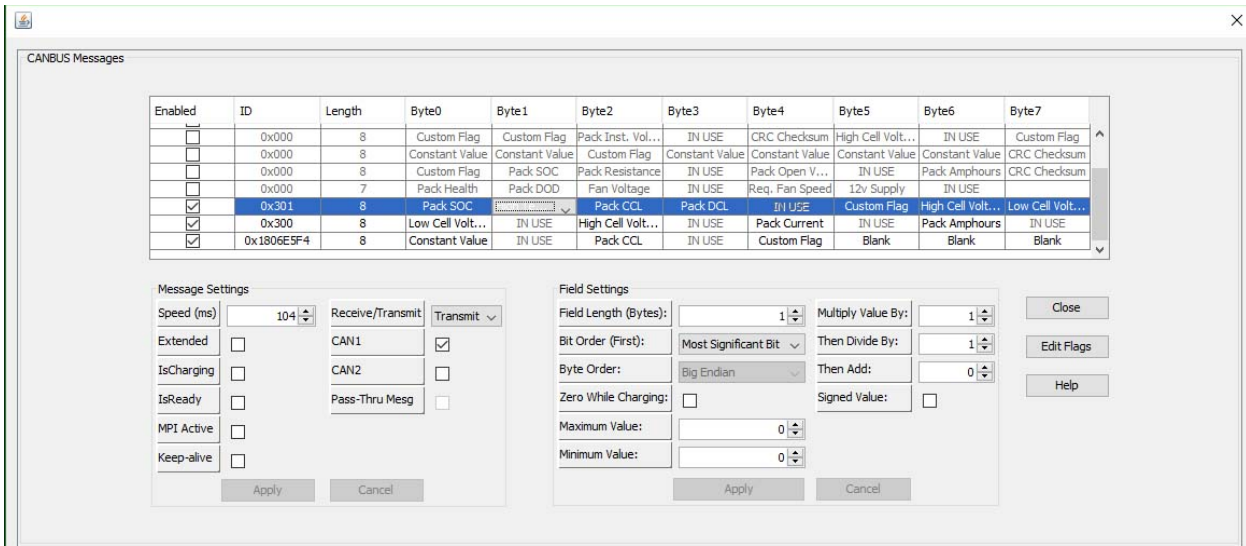 CANBUS Messages
Enabled ID Length Byte0 Byte1 Byte2 Byte3 Byte4 Byte5 Byte6 Byte7
0x000 8 Custom Flag Custom Flag Pack Inst. Vol... IN USE CRC Checksum High Cell Volt... IN USE Custom Flag
0x000 8 Constant Value Constant Value Custom Flag Constant Value Constant Value Constant Value Constant Value CRC Checksum
0x000 8 Custom Flag Pack SOC Pack Resistance IN USE Pack Open V... IN USE Pack Amphours CRC Checksum
0x000 7 Pack Health Pack DOD Fan Voltage IN USE Req. Fan Speed 12v Supply IN USE
0x301 8 Pack SOC Pack CCL Pack DCL IN USE Custom Flag High Cell Volt... Low Cell Volt...
0x300 8 Low Cell Volt... IN USE High Cell Volt... IN USE Pack Current IN USE Pack Amphours IN USE
0x1806E5F4 8 Constant Value IN USE Pack CCL IN USE Custom Flag Blank Blank Blank
Message Settings
Speed (ms) 104 Receive/Transmit Transmit
Extended CAN1
IsCharging CAN2
IsReady Pass-Thru Mesg
MPI Active
Keep-alive
Apply Cancel
Field Settings
Field Length (Bytes): 1 Multiply Value By: 1
Bit Order (First): Most Significant Bit Then Divide By: 1
Byte Order: Big Endian Then Add: 0
Zero While Charging: Signed Value:
Maximum Value: 0
Minimum Value: 0
Apply Cancel
Close
Edit Flags
Help